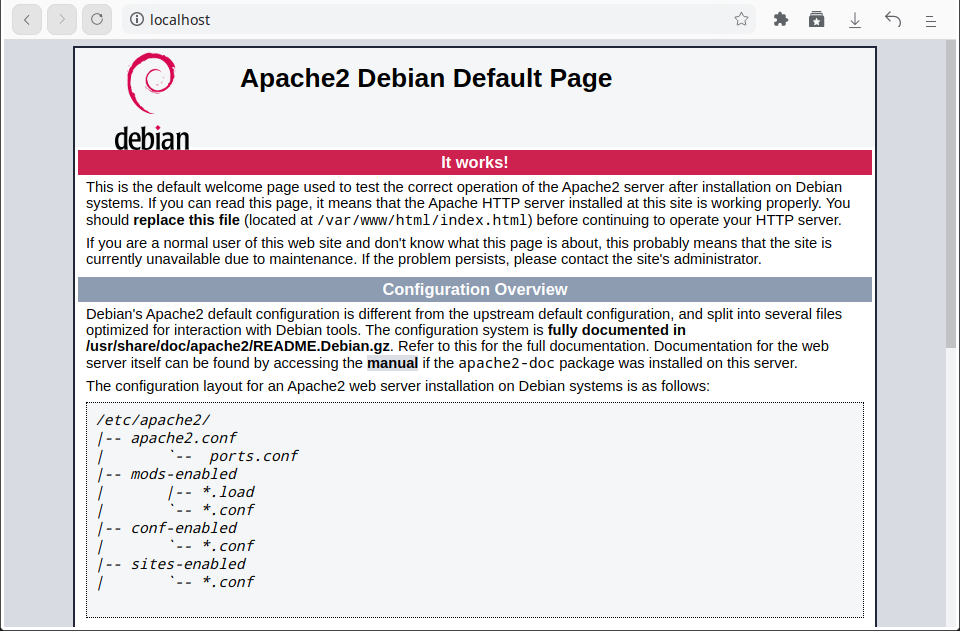 localhost
debian
Apache2 Debian Default Page
It works!
This is the default welcome page used to test the correct operation of the Apache2 server after installation on Debian
systems. If you can read this page, it means that the Apache HTTP server installed at this site is working properly. You
should replace this file (located at /var/www/html/index.html) before continuing to operate your HTTP server.
If you are a normal user of this web site and don't know what this page is about, this probably means that the site is
currently unavailable due to maintenance. If the problem persists, please contact the site's administrator.
Configuration Overview
Debian's Apache2 default configuration is different from the upstream default configuration, and split into several files
optimized for interaction with Debian tools. The configuration system is fully documented in
/usr/share/doc/apache2/README.Debian.gz. Refer to this for the full documentation. Documentation for the web
server itself can be found by accessing the manual if the apache2-doc package was installed on this server.
The configuration layout for an Apache2 web server installation on Debian systems is as follows:
/etc/apache2/
|-- apache2.conf
|       `--  ports.conf
|-- mods-enabled
|       |-- *.load
|       `-- *.conf
|-- conf-enabled
|       `-- *.conf
|-- sites-enabled
|       `-- *.conf